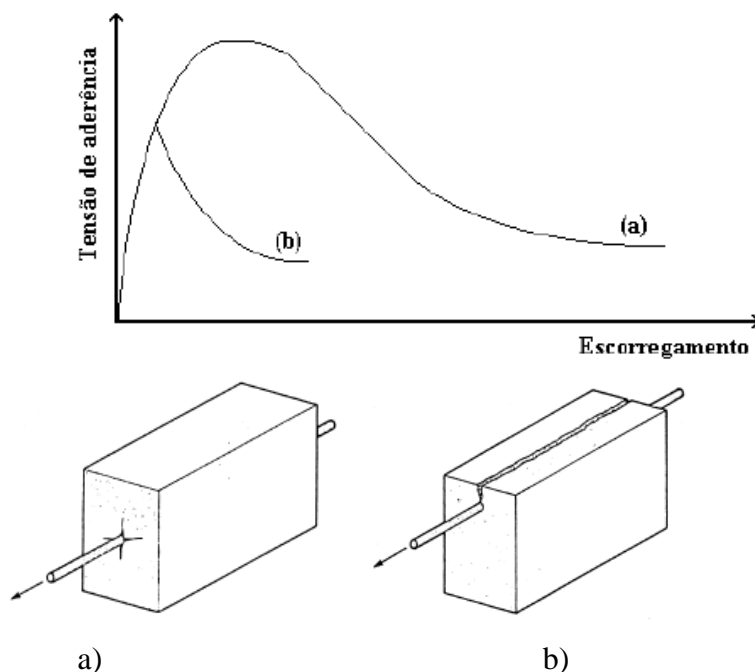 Tensão de aderência
(b)
(a)
Escorregamento
a)
b)